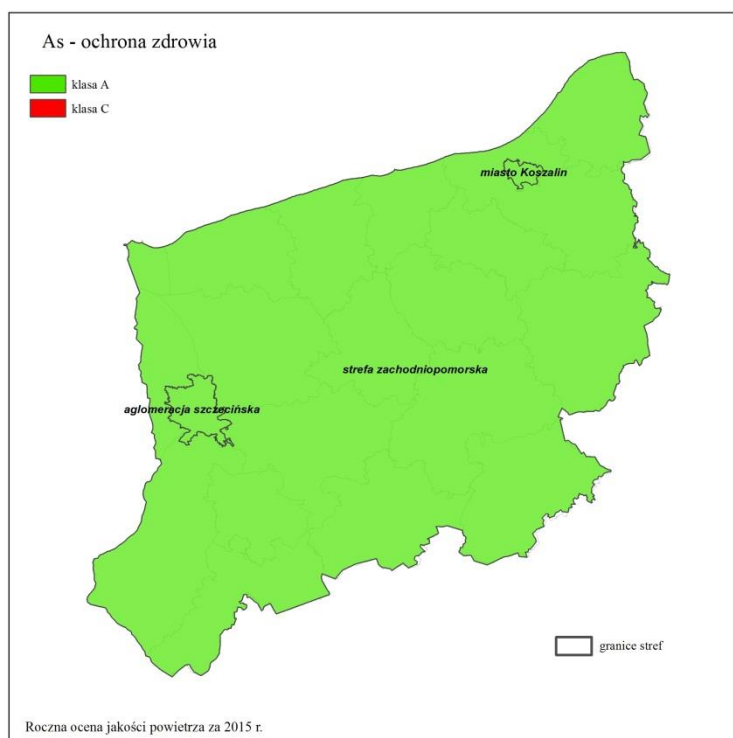 As - ochrona zdrowia
klasa A
klasa C
miasto Koszalin
strefa zachodniopomorska
aglomeracja szczecińska
granice stref
Roczna ocena jakości powietrza za 2015 r.